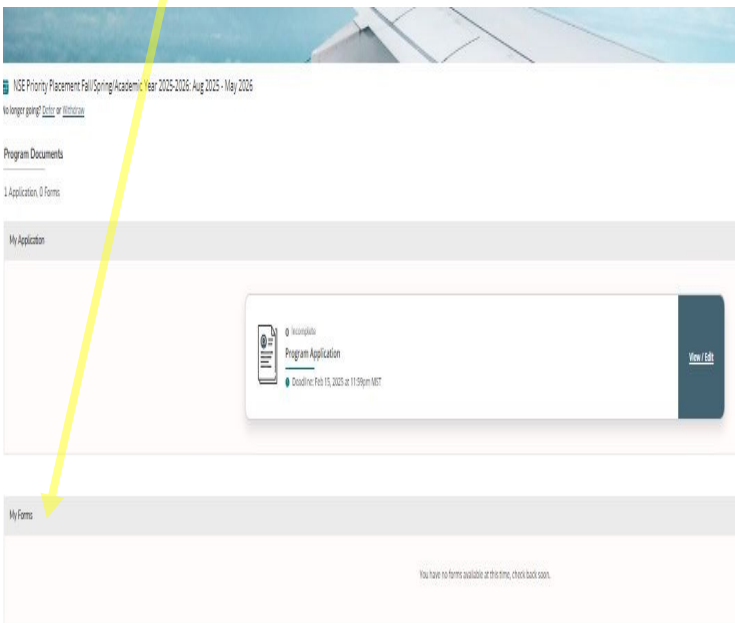 NSE Priority Placement Fall/Spring/Academic Year 2025-2026: Aug 2025 - May 2026
No longer going? Defer or Withdraw
Program Documents
1 Application, 0 Forms
My Application
Incomplete
Program Application
Deadline: Feb 15, 2025 at 11:59pm MST
View / Edit
My Forms
You have no forms available at this time, check back soon.